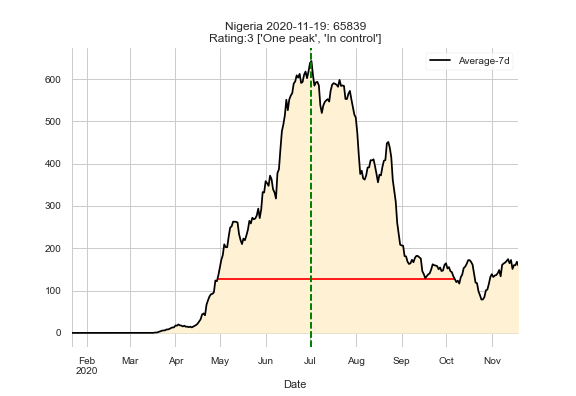 Nigeria 2020-11-19: 65839
Rating:3 ['One peak', 'In control']
Average-7d
600
500
400
300
200
100
0
Feb Mar Apr May Jun Jul Aug Sep Oct Nov
2020
Date